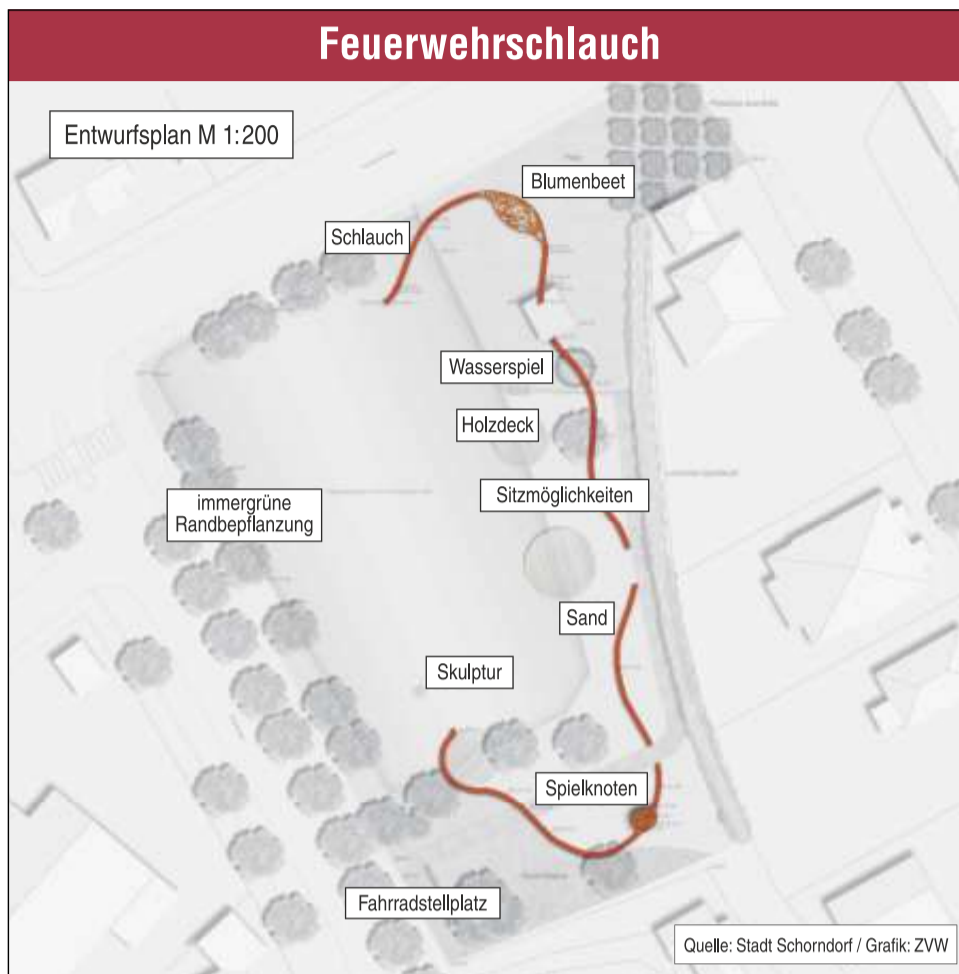 Feuerwehrschlauch
Entwurfsplan M 1:200
Blumenbeet
Schlauch
Wasserspiel
Holzdeck
Sitzmöglichkeiten
immergrüne
Randbepflanzung
Sand
Skulptur
Spielknoten
Fahrradstellplatz
Quelle: Stadt Schorndorf / Grafik: ZVW